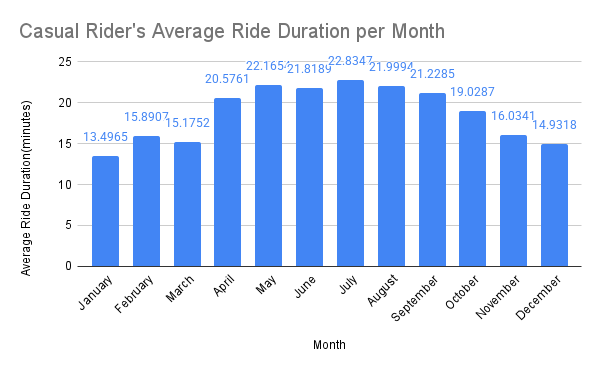 Casual Rider's Average Ride Duration per Month
Average Ride Duration(minutes)
25
20
15
10
5
0
13.4965
15.8907
15.1752
20.5761
22.1654
21.8189
22.8347
21.9994
21.2285
19.0287
16.0341
14.9318
January
February
March
April
May
June
July
August
September
October
November
December
Month